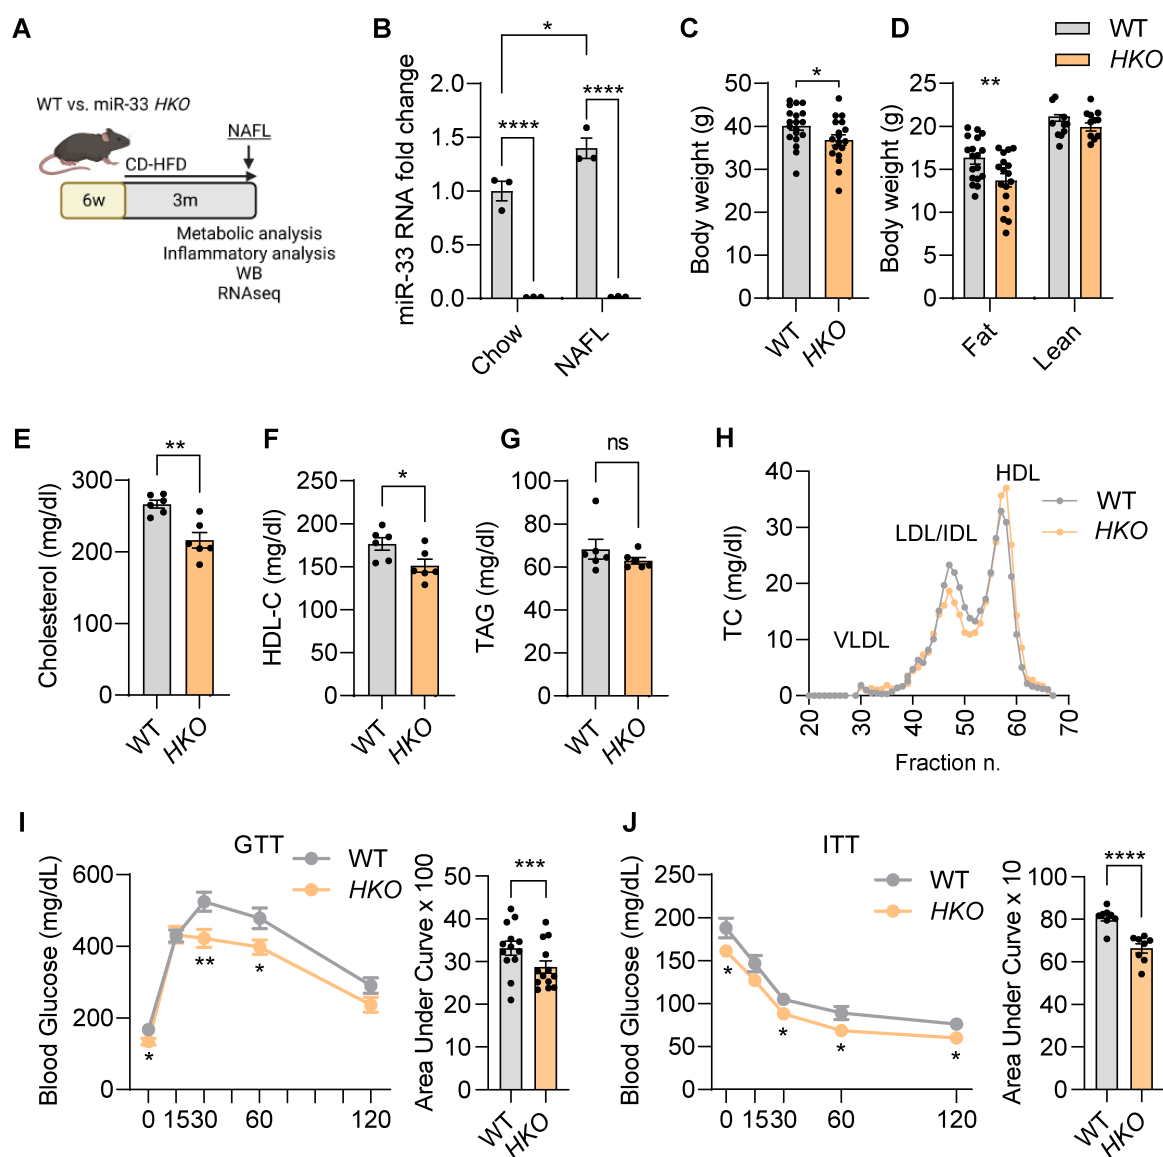 A
WT vs. miR-33 HKO
NAFL
CD-HFD
6w
3m
Metabolic analysis
Inflammatory analysis
WB
RNAseq
B
miR-33 RNA fold change
2.0
1.5
1.0
0.5
0.0
*
****
****
Chow
NAFL
C
Body weight (g)
50
40
30
20
10
0
*
WT
HKO
D
WT
HKO
Body weight (g)
25
20
15
10
5
0
**
Fat
Lean
E
Cholesterol (mg/dl)
300
200
100
0
**
WT
HKO
F
HDL-C (mg/dl)
250
200
150
100
50
0
*
WT
HKO
G
TAG (mg/dl)
100
80
60
40
20
0
ns
WT
HKO
H
TC (mg/dl)
40
30
20
10
0
VLDL
LDL/IDL
HDL
WT
HKO
20
30
40
50
60
70
Fraction n.
I
GTT
WT
HKO
Blood Glucose (mg/dL)
600
400
200
0
*
**
*
0 1530 60 120
Area Under Curve x 100
50
40
30
20
10
0
***
WT
HKO
J
ITT
WT
HKO
Blood Glucose (mg/dL)
250
200
150
100
50
0
*
*
*
*
0 1530 60 120
Area Under Curve x 10
100
80
60
40
20
0
****
WT
HKO